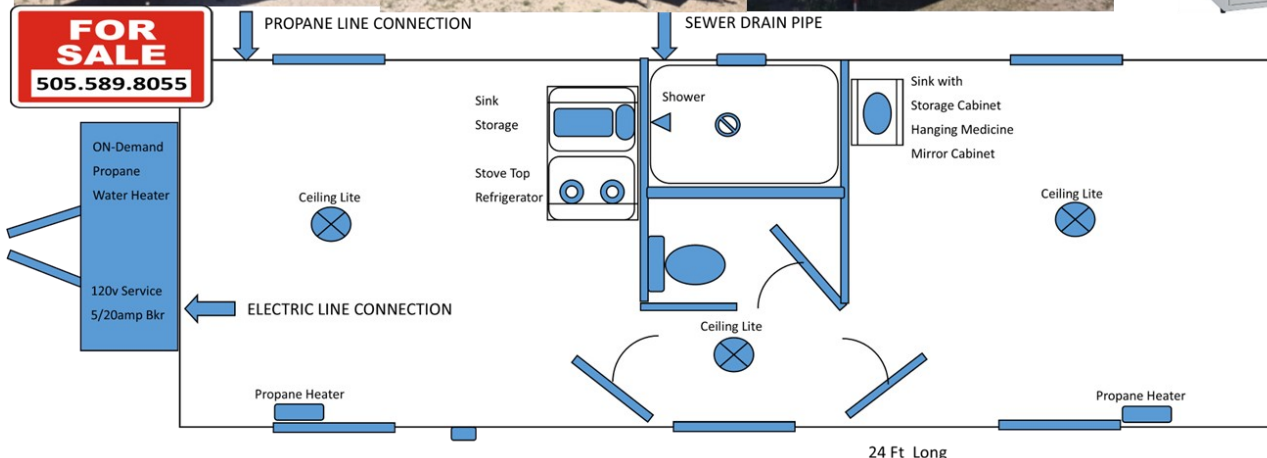 FOR
SALE
505.589.8055
PROPANE LINE CONNECTION
SEWER DRAIN PIPE
ON-Demand
Propane
Water Heater
120v Service
5/20amp Bkr
ELECTRIC LINE CONNECTION
Ceiling Lite
Sink
Storage
Stove Top
Refrigerator
Shower
Sink with
Storage Cabinet
Hanging Medicine
Mirror Cabinet
Ceiling Lite
Ceiling Lite
Propane Heater
Propane Heater
24 Ft Long